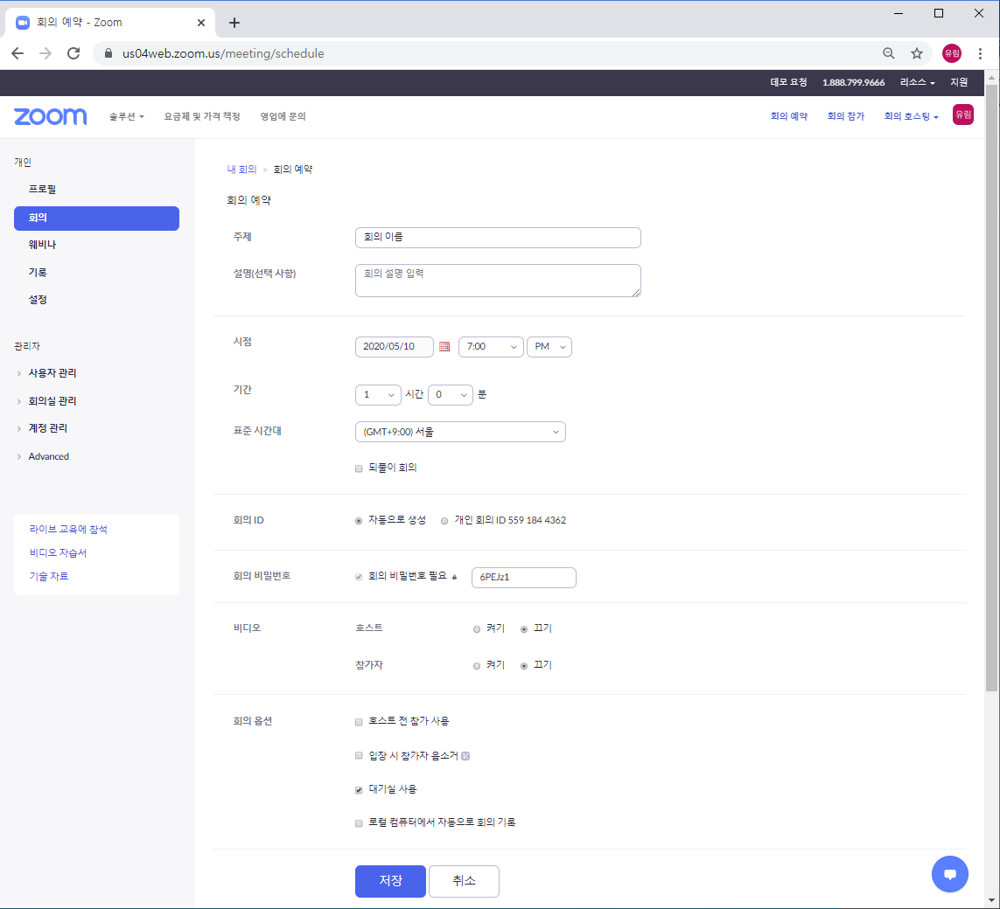 회의 예약 - Zoom
us04web.zoom.us/meeting/schedule
유림
데모 요청 1.888.799.9666 리소스 지원
zoom 솔루션 요금제 및 가격 책정 영업에 문의 회의 예약 회의 참가 회의 호스팅 유림
개인
프로필
회의
웨비나
기록
설정
관리자
사용자 관리
회의실 관리
계정 관리
Advanced
라이브 교육에 참석
비디오 자습서
기술 자료
내 회의 > 회의 예약
회의 예약
주제 회의 이름
설명(선택 사항) 회의 설명 입력
시점 2020/05/10 7:00 PM
기간 1 시간 0 분
표준 시간대 (GMT+9:00) 서울
되풀이 회의
회의 ID 자동으로 생성 개인 회의 ID 559 184 4362
회의 비밀번호 회의 비밀번호 필요 6PEJz1
비디오 호스트 켜기 끄기
참가자 켜기 끄기
회의 옵션 호스트 전 참가 사용
입장 시 참가자 음소거
대기실 사용
로컬 컴퓨터에서 자동으로 회의 기록
저장 취소